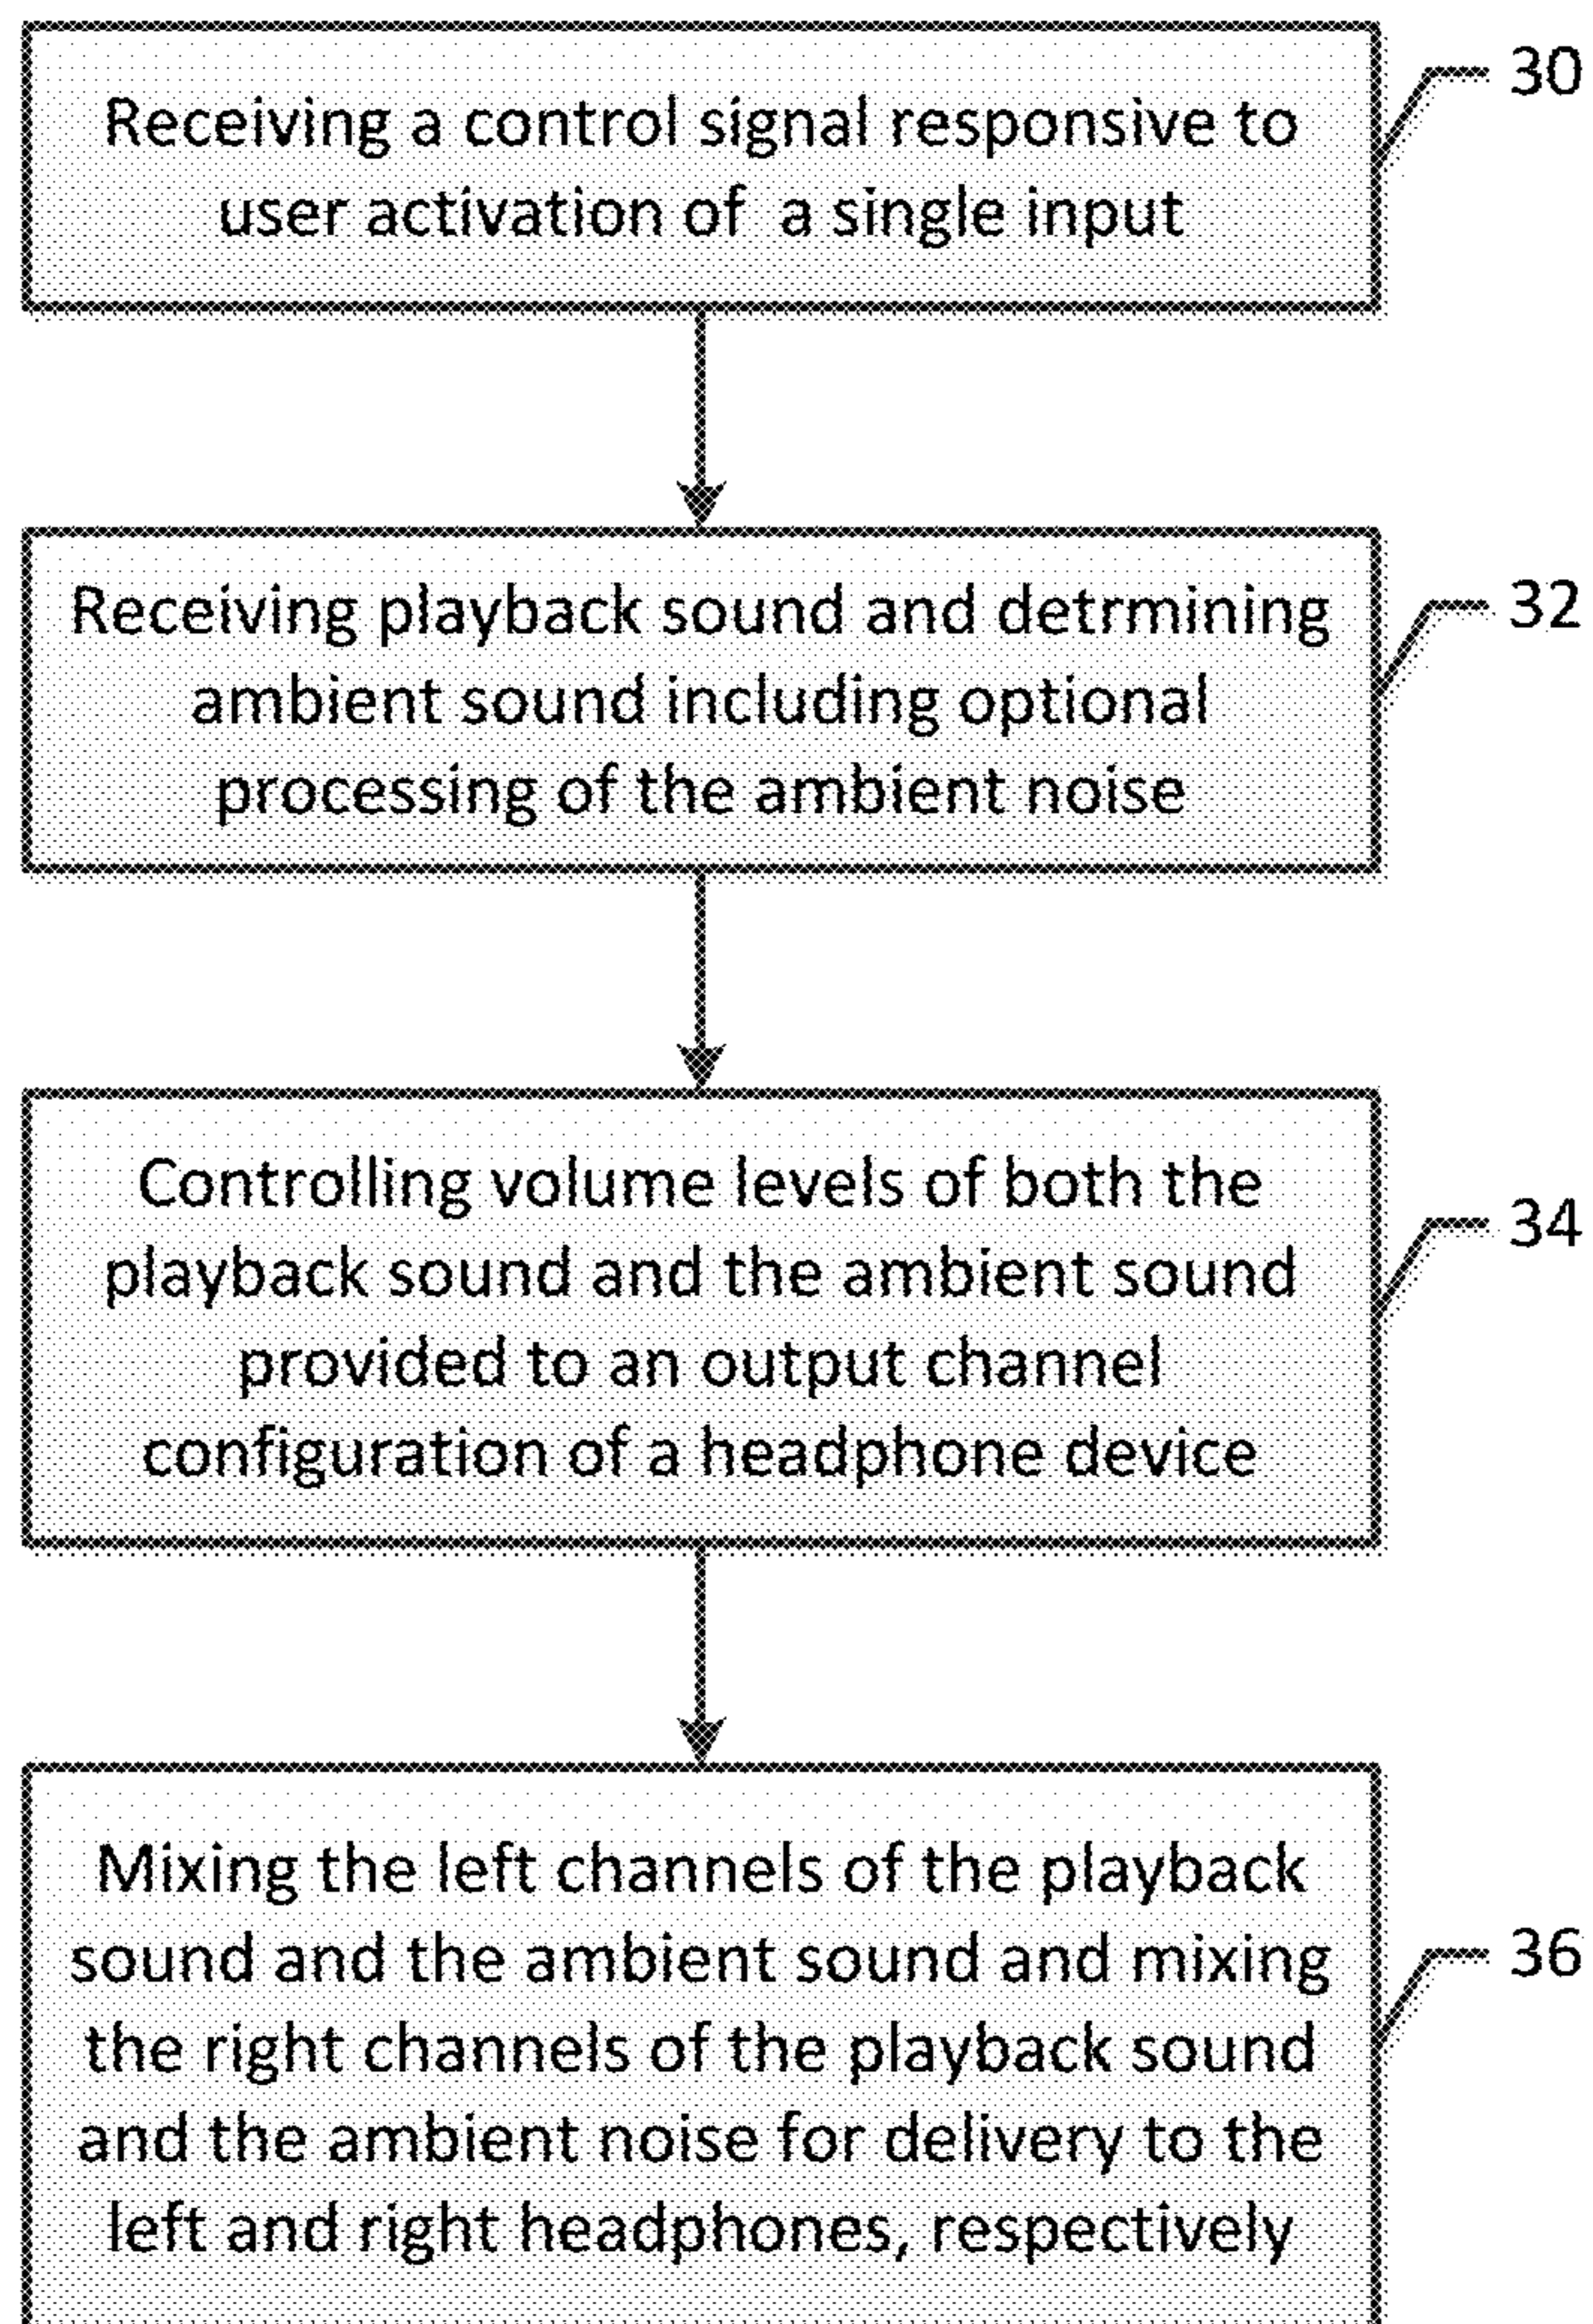 Receiving a control signal responsive to
user activation of a single input
30
Receiving playback sound and detrmining
ambient sound including optional
processing of the ambient noise
32
Controlling volume levels of both the
playback sound and the ambient sound
provided to an output channel
configuration of a headphone device
34
Mixing the left channels of the playback
sound and the ambient sound and mixing
the right channels of the playback sound
and the ambient noise for delivery to the
left and right headphones, respectively
36